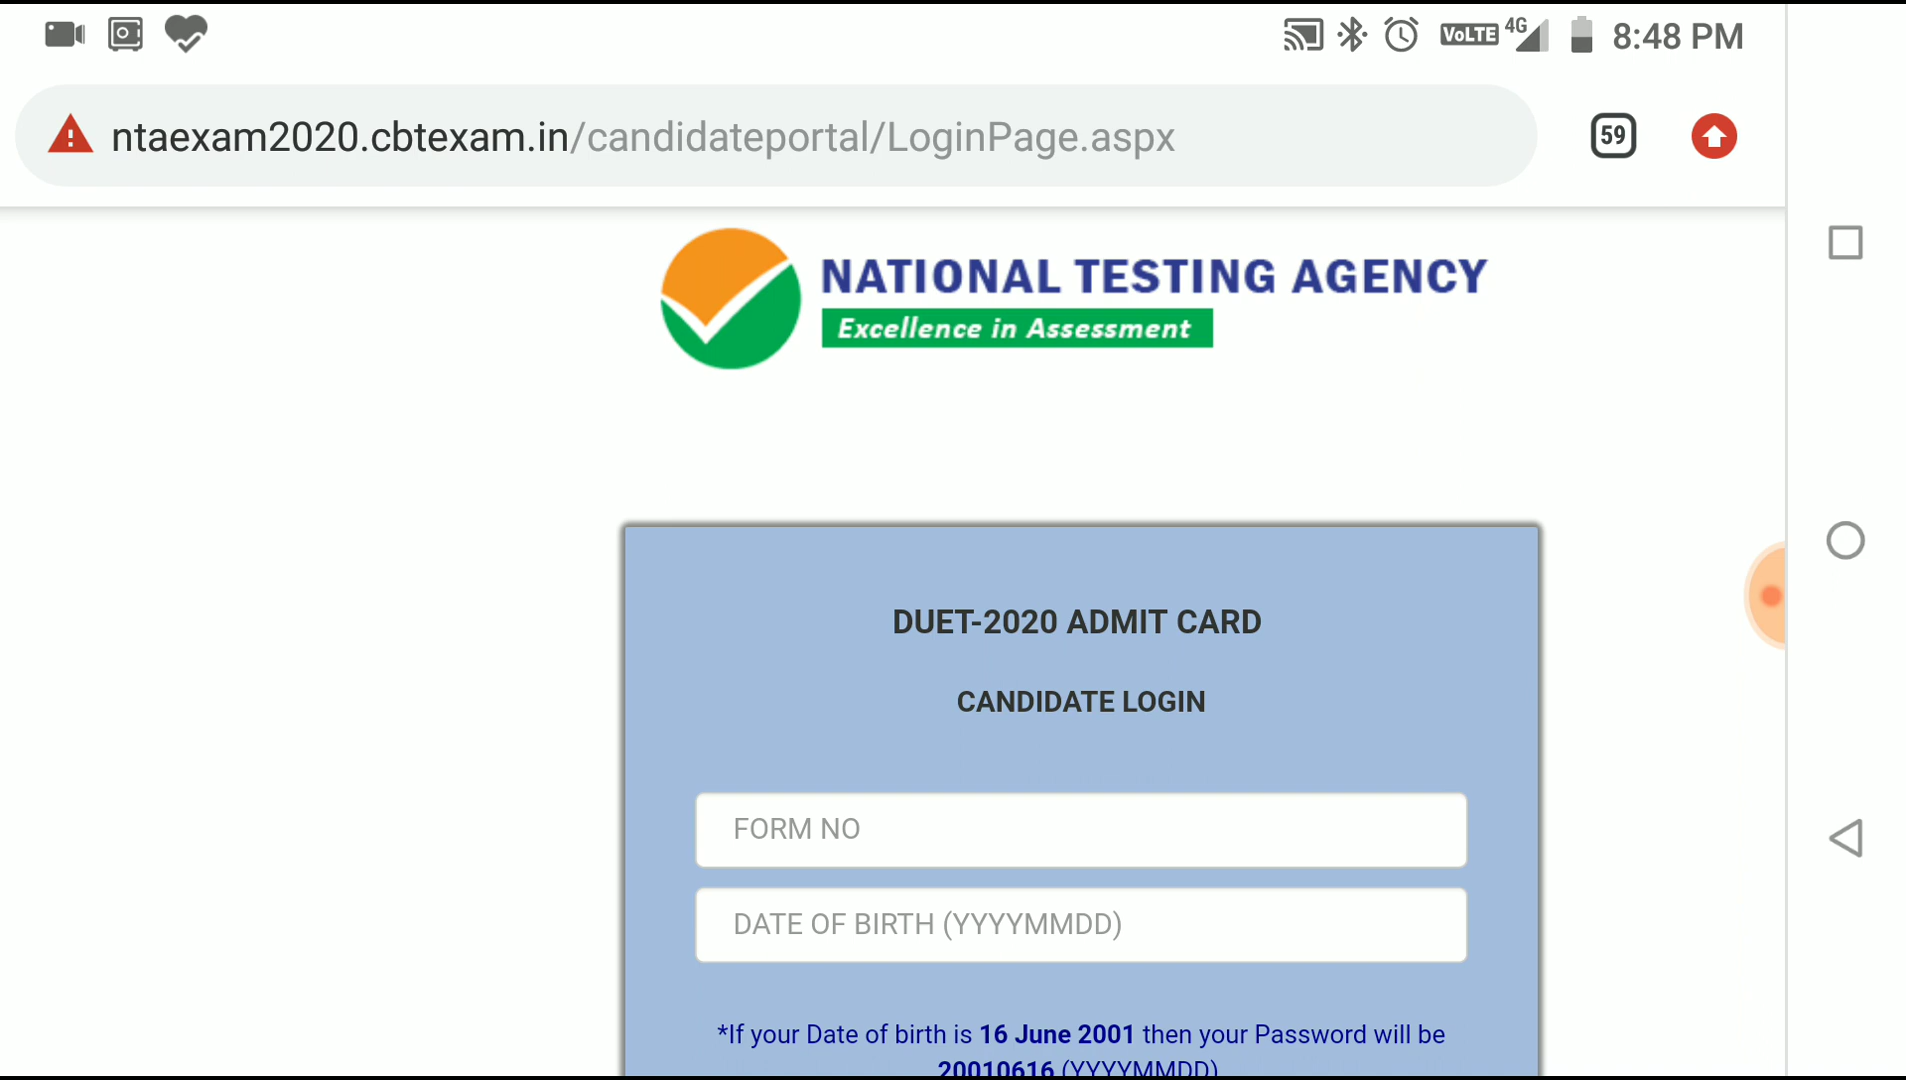 VoLTE 4G 8:48 PM
ntaexam2020.cbtexam.in/candidateportal/LoginPage.aspx 59
NATIONAL TESTING AGENCY
Excellence in Assessment
DUET-2020 ADMIT CARD
CANDIDATE LOGIN
FORM NO
DATE OF BIRTH (YYYYMMDD)
*If your Date of birth is 16 June 2001 then your Password will be
20010616 (YYYYMMDD)